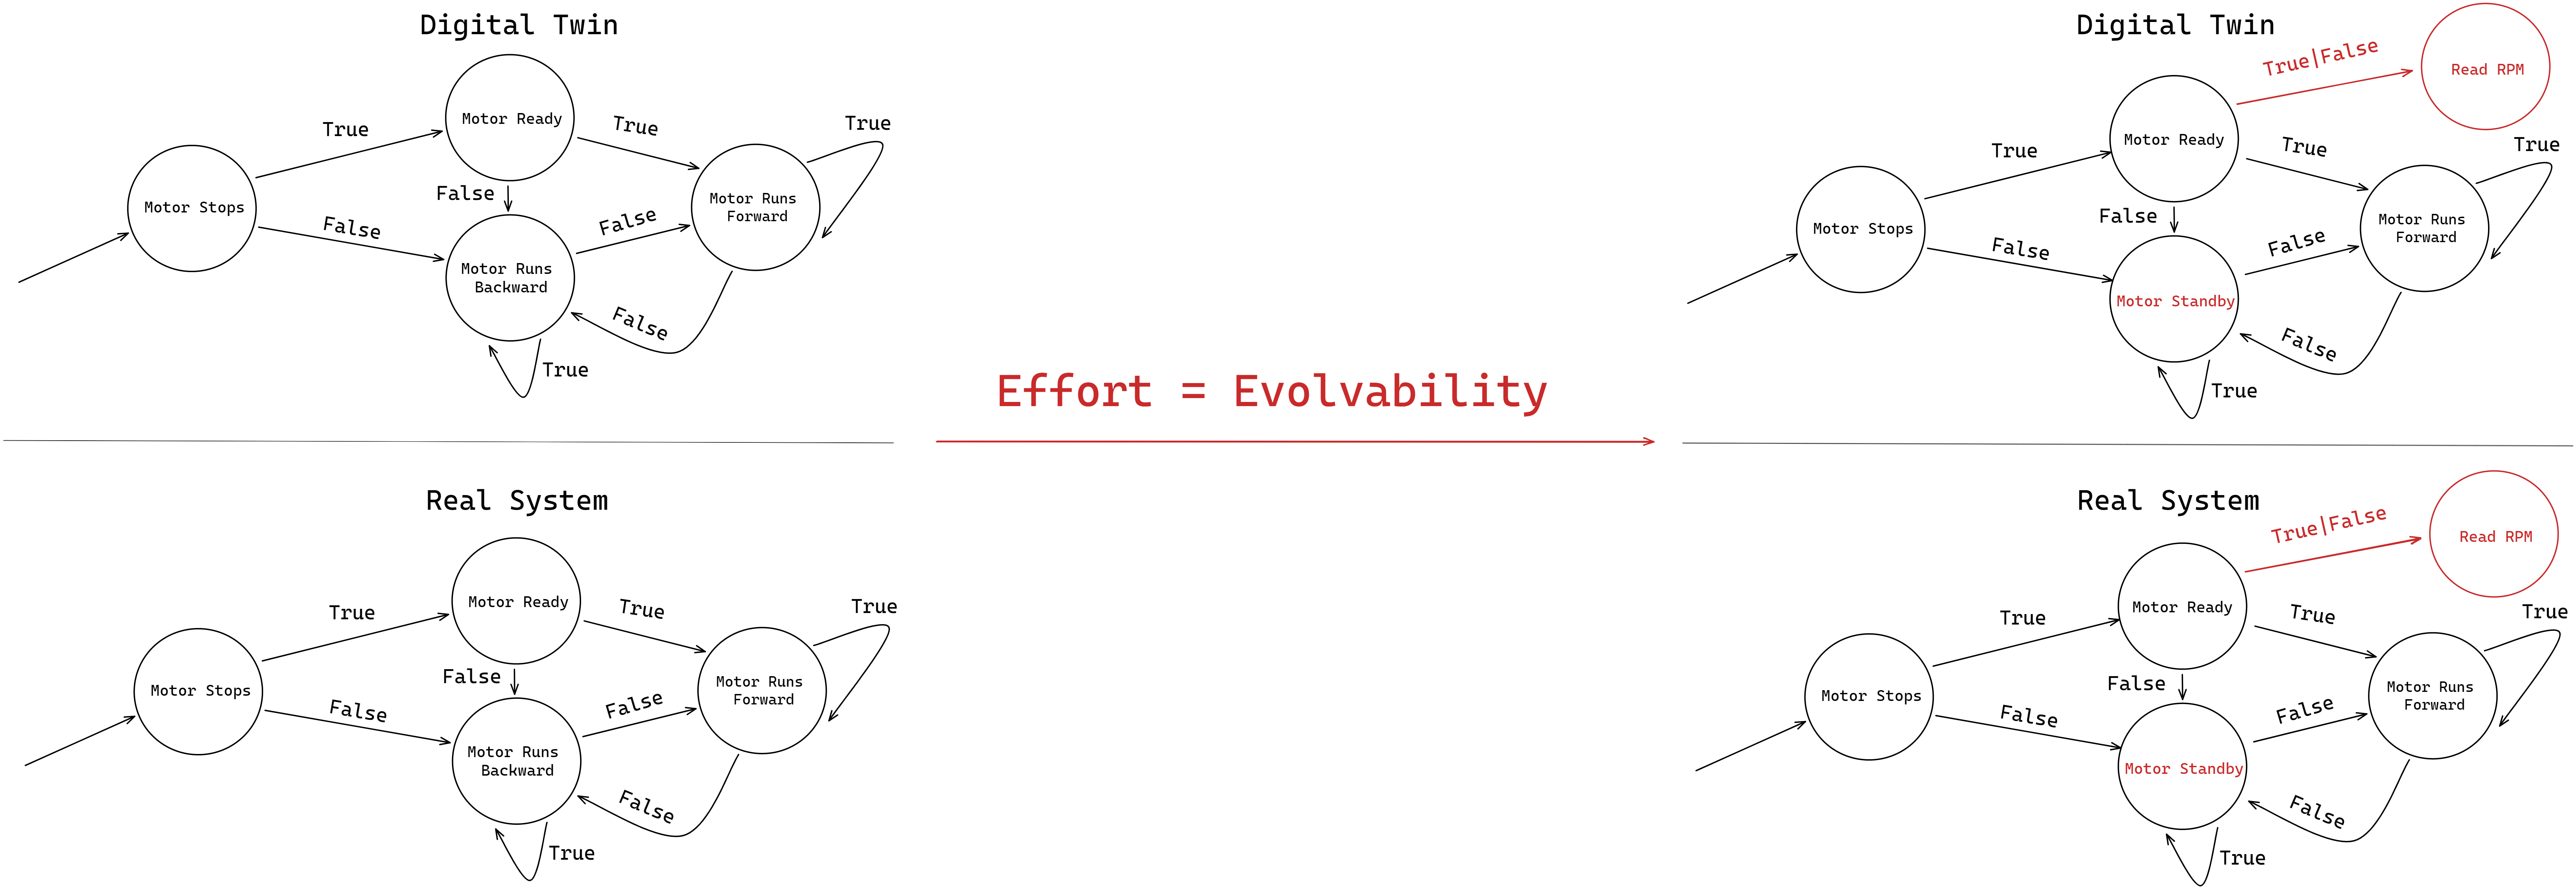 Digital Twin
True
Motor Ready
True
True
False
Motor Stops
False
False
Motor Runs
Forward
Motor Runs
Backward
False
True
Real System
True
Motor Ready
True
True
False
Motor Stops
False
False
Motor Runs
Forward
Motor Runs
Backward
False
True
Effort = Evolvability
Digital Twin
True|False
Read RPM
True
Motor Ready
True
True
False
Motor Stops
False
False
Motor Runs
Forward
Motor Standby
False
True
Real System
True|False
Read RPM
True
Motor Ready
True
True
False
Motor Stops
False
False
Motor Runs
Forward
Motor Standby
False
True